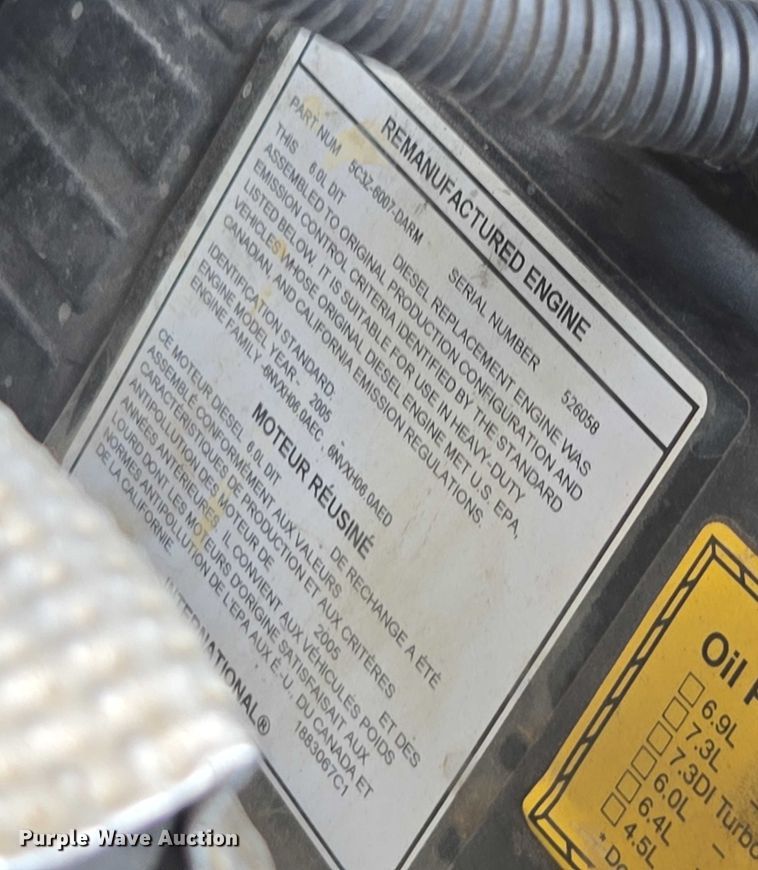 REMANUFACTURED ENGINE
PART NUM 5C3Z-6007-DARM SERIAL NUMBER 526058
THIS 6.0L DIT DIESEL REPLACEMENT ENGINE WAS
ASSEMBLED TO ORIGINAL PRODUCTION CONFIGURATION AND
EMISSION CONTROL CRITERIA IDENTIFIED BY THE STANDARD
LISTED BELOW. IT IS SUITABLE FOR USE IN HEAVY-DUTY
VEHICLES WHOSE ORIGINAL DIESEL ENGINE MET U.S. EPA,
CANADIAN, AND CALIFORNIA EMISSION REGULATIONS.
IDENTIFICATION STANDARD:
ENGINE MODEL YEAR- 2005 -
ENGINE FAMILY -6NVXH06.0AEC, 6NVXH06.0AED
MOTEUR RÉUSINÉ
CE MOTEUR DIESEL 6.0L DIT DE RECHANGE A ÉTÉ
ASSEMBLÉ CONFORMÉMENT AUX VALEURS
CARACTÉRISTIQUES DE PRODUCTION ET AUX CRITÈRES
ANTIPOLLUTION DES MOTEUR DE 2005 ET DES
ANNÉES ANTÉRIEURES. IL CONVIENT AUX VÉHICULES POIDS
LOURD DONT LES MOTEURS D'ORIGINE SATISFAISAIT AUX
NORMES ANTIPOLLUTION DE L'EPA AUX É.-U. DU CANADA ET
DE LA CALIFORNIE. 1883067C1
INTERNATIONAL®
Oil
6.9L
7.3L
7.3DI Turbo
6.0L
6.4L
4.5L
Purple Wave Auction